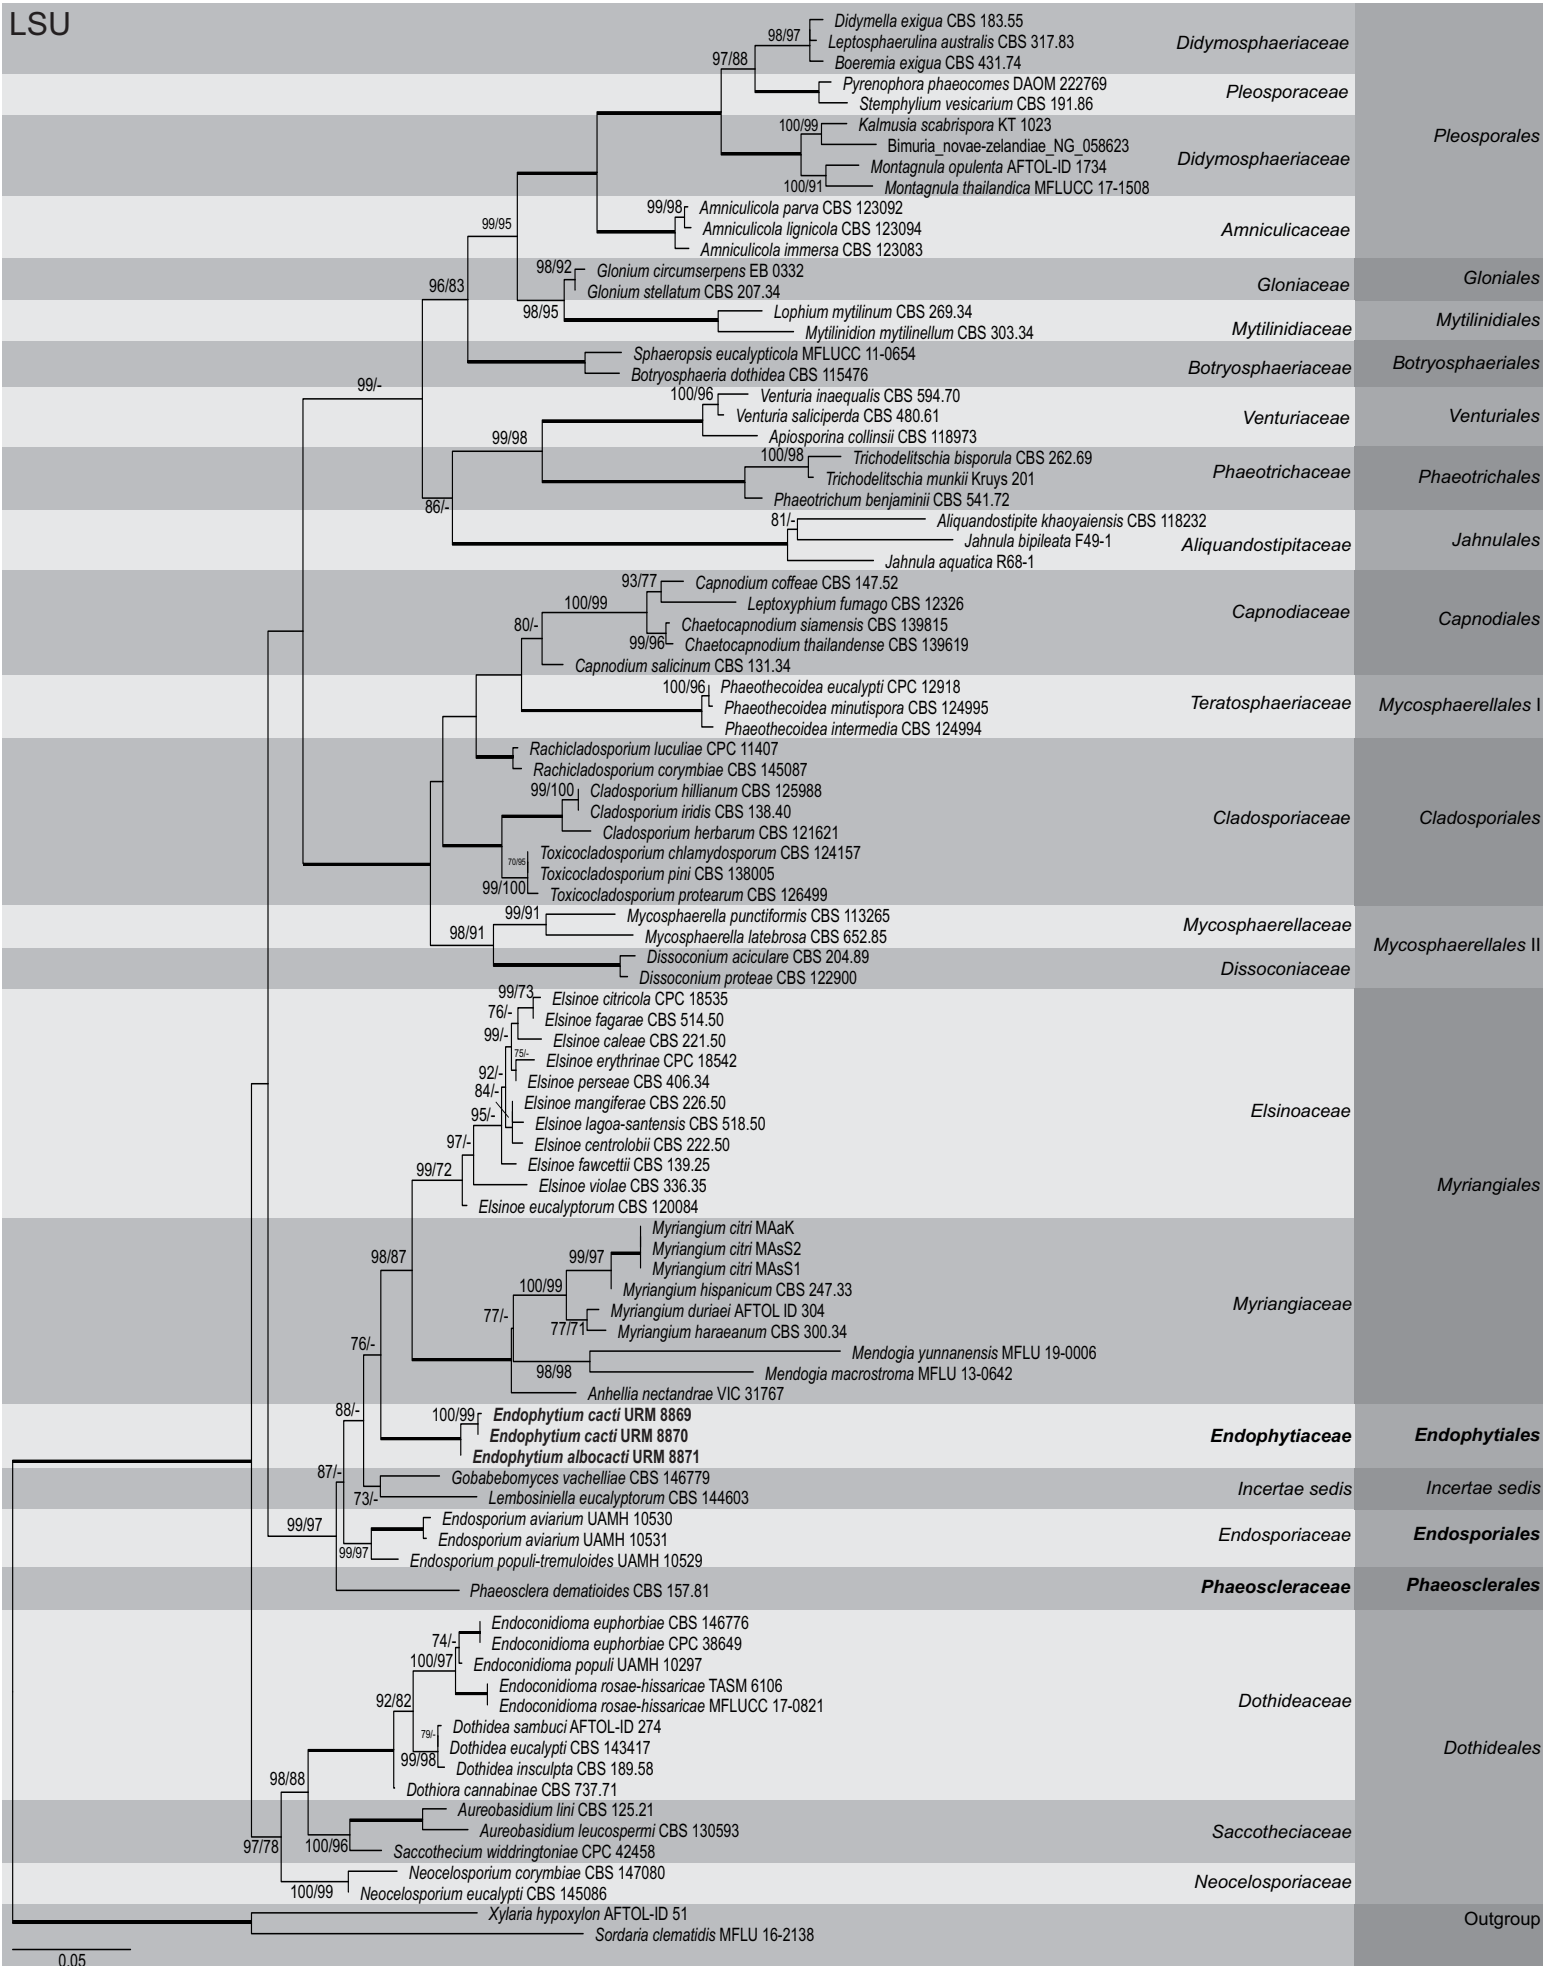 LSU
Didymella exigua CBS 183.55
98/97
Leptosphaerulina australis CBS 317.83
Didymosphaeriaceae
Boeremia exigua CBS 431.74
97/88
Pyrenophora phaeocomes DAOM 222769
Pleosporaceae
Stemphylium vesicarium CBS 191.86
Kalmusia scabrispora KT 1023
100/99
Pleosporales
Bimuria_novae-zelandiae_NG_058623
Didymosphaeriaceae
Montagnula opulenta AFTOL-ID 1734
100/91
Montagnula thailandica MFLUCC 17-1508
99/98
Amniculicola parva CBS 123092
99/95
Amniculicola lignicola CBS 123094
Amniculicaceae
Amniculicola immersa CBS 123083
98/92
Glonium circumserpens EB 0332
96/83
Gloniaceae
Gloniales
Glonium stellatum CBS 207.34
98/95
Lophium mytilinum CBS 269.34
Mytilinidiaceae
Mytilinidiales
Mytilinidion mytilinellum CBS 303.34
Sphaeropsis eucalypticola MFLUCC 11-0654
Botryosphaeriaceae
Botryosphaeriales
Botryosphaeria dothidea CBS 115476
99/-
100/96
Venturia inaequalis CBS 594.70
Venturia saliciperda CBS 480.61
Venturiaceae
Venturiales
99/98
Apiosporina collinsii CBS 118973
100/98
Trichodelitschia bisporula CBS 262.69
Phaeotrichaceae
Phaeotrichales
Trichodelitschia munkii Kruys 201
Phaeotrichum benjaminii CBS 541.72
86/-
81/-
Aliquandostipite khaoyaiensis CBS 118232
Jahnula bipileata F49-1
Aliquandostipitaceae
Jahnulales
Jahnula aquatica R68-1
93/77
Capnodium coffeae CBS 147.52
100/99
Leptoxyphium fumago CBS 12326
Capnodiaceae
Capnodiales
80/-
Chaetocapnodium siamensis CBS 139815
99/96
Chaetocapnodium thailandense CBS 139619
Capnodium salicinum CBS 131.34
100/96
Phaeothecoidea eucalypti CPC 12918
Phaeothecoidea minutispora CBS 124995
Teratosphaeriaceae
Mycosphaerellales I
Phaeothecoidea intermedia CBS 124994
Rachicladosporium luculiae CPC 11407
Rachicladosporium corymbiae CBS 145087
99/100
Cladosporium hillianum CBS 125988
Cladosporium iridis CBS 138.40
Cladosporiaceae
Cladosporiales
Cladosporium herbarum CBS 121621
Toxicocladosporium chlamydosporum CBS 124157
70/95
Toxicocladosporium pini CBS 138005
99/100
Toxicocladosporium protearum CBS 126499
99/91
Mycosphaerella punctiformis CBS 113265
98/91
Mycosphaerellaceae
Mycosphaerella latebrosa CBS 652.85
Mycosphaerellales II
Dissoconium aciculare CBS 204.89
Dissoconiaceae
Dissoconium proteae CBS 122900
99/73
Elsinoe citricola CPC 18535
76/-
Elsinoe fagarae CBS 514.50
99/-
Elsinoe caleae CBS 221.50
75/-
Elsinoe erythrinae CPC 18542
92/-
Elsinoe perseae CBS 406.34
84/-
Elsinoe mangiferae CBS 226.50
Elsinoaceae
95/-
Elsinoe lagoa-santensis CBS 518.50
97/-
Elsinoe centrolobii CBS 222.50
99/72
Elsinoe fawcettii CBS 139.25
Elsinoe violae CBS 336.35
Myriangiales
Elsinoe eucalyptorum CBS 120084
Myriangium citri MAaK
98/87
99/97
Myriangium citri MAsS2
Myriangium citri MAsS1
100/99
Myriangium hispanicum CBS 247.33
77/-
Myriangium duriaei AFTOL ID 304
Myriangiaceae
77/71
Myriangium haraeanum CBS 300.34
76/-
Mendogia yunnanensis MFLU 19-0006
98/98
Mendogia macrostroma MFLU 13-0642
Anhellia nectandrae VIC 31767
88/-
100/99
Endophytium cacti URM 8869
Endophytium cacti URM 8870
Endophytiaceae
Endophytiales
Endophytium albocacti URM 8871
87/-
Gobabebomyces vachelliae CBS 146779
73/-
Lembosiniella eucalyptorum CBS 144603
Incertae sedis
Incertae sedis
99/97
Endosporium aviarium UAMH 10530
Endosporium aviarium UAMH 10531
Endosporiaceae
Endosporiales
99/97
Endosporium populi-tremuloides UAMH 10529
Phaeosclera dematioides CBS 157.81
Phaeoscleraceae
Phaeosclerales
Endoconidioma euphorbiae CBS 146776
74/-
Endoconidioma euphorbiae CPC 38649
100/97
Endoconidioma populi UAMH 10297
Endoconidioma rosae-hissaricae TASM 6106
92/82
Endoconidioma rosae-hissaricae MFLUCC 17-0821
Dothideaceae
79/-
Dothidea sambuci AFTOL-ID 274
Dothidea eucalypti CBS 143417
Dothideales
99/98
Dothidea insculpta CBS 189.58
98/88
Dothiora cannabinae CBS 737.71
Aureobasidium lini CBS 125.21
Aureobasidium leucospermi CBS 130593
Saccotheciaceae
97/78
100/96
Saccothecium widdringtoniae CPC 42458
Neocelosporium corymbiae CBS 147080
Neocelosporiaceae
100/99
Neocelosporium eucalypti CBS 145086
Xylaria hypoxylon AFTOL-ID 51
Outgroup
Sordaria clematidis MFLU 16-2138
0.05